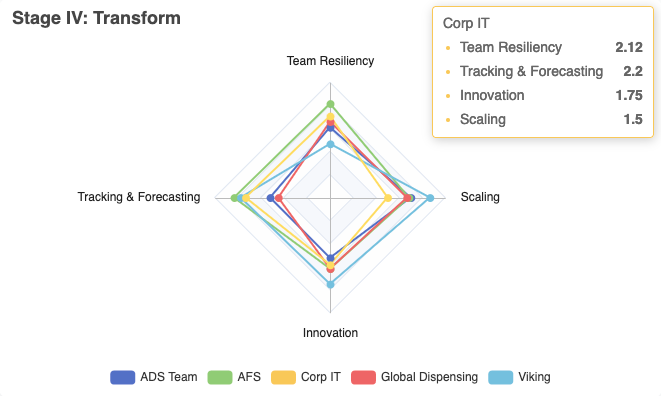 Stage IV: Transform
Corp IT
Team Resiliency 2.12
Tracking & Forecasting 2.2
Innovation 1.75
Scaling 1.5
Team Resiliency
Tracking & Forecasting
Scaling
Innovation
ADS Team AFS Corp IT Global Dispensing Viking